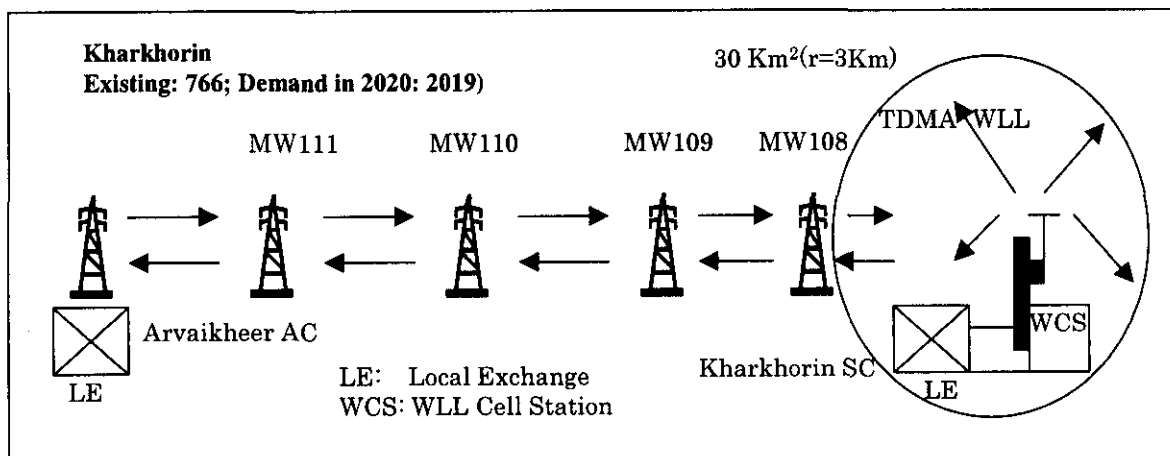 Kharkhorin
Existing: 766; Demand in 2020: 2019)
30 Km²(r=3Km)
TDMA WLL
MW111
MW110
MW109
MW108
Arvaikheer AC
LE
LE: Local Exchange
WCS: WLL Cell Station
Kharkhorin SC
WCS
LE